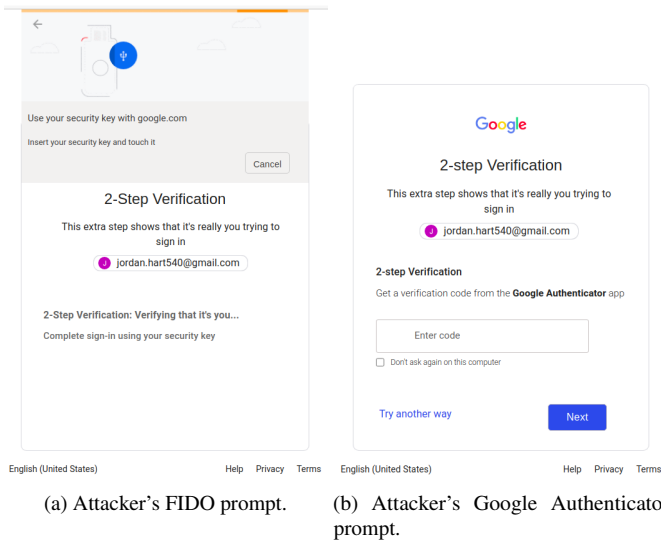 Use your security key with google.com
Insert your security key and touch it
Cancel
2-Step Verification
This extra step shows that it's really you trying to
sign in
J jordan.hart540@gmail.com
2-Step Verification: Verifying that it's you...
Complete sign-in using your security key
English (United States) Help Privacy Terms
(a) Attacker's FIDO prompt.
Google
2-step Verification
This extra step shows that it's really you trying to
sign in
J jordan.hart540@gmail.com
2-step Verification
Get a verification code from the Google Authenticator app
Enter code
Don't ask again on this computer
Try another way Next
English (United States) Help Privacy Terms
(b) Attacker's Google Authenticato
prompt.